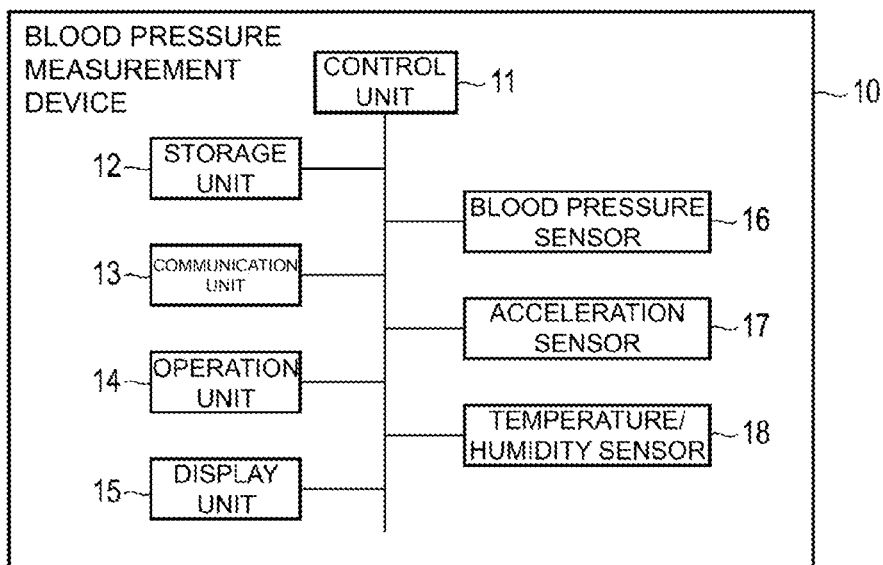 BLOOD PRESSURE
MEASUREMENT
DEVICE
10
CONTROL
UNIT
11
12
STORAGE
UNIT
13
COMMUNICATION
UNIT
14
OPERATION
UNIT
15
DISPLAY
UNIT
BLOOD PRESSURE
SENSOR
16
ACCELERATION
SENSOR
17
TEMPERATURE/
HUMIDITY SENSOR
18